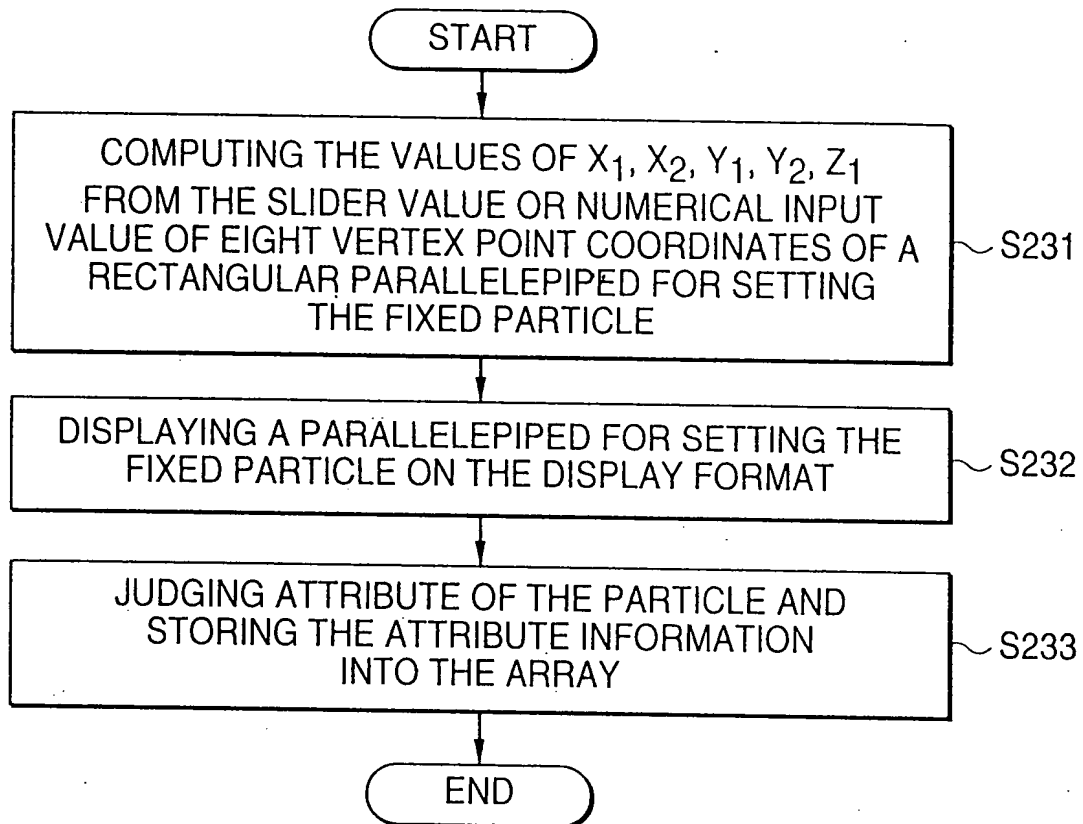 START
COMPUTING THE VALUES OF X₁, X₂, Y₁, Y₂, Z₁
FROM THE SLIDER VALUE OR NUMERICAL INPUT
VALUE OF EIGHT VERTEX POINT COORDINATES OF A
RECTANGULAR PARALLELEPIPED FOR SETTING
THE FIXED PARTICLE
S231
DISPLAYING A PARALLELEPIPED FOR SETTING THE
FIXED PARTICLE ON THE DISPLAY FORMAT
S232
JUDGING ATTRIBUTE OF THE PARTICLE AND
STORING THE ATTRIBUTE INFORMATION
INTO THE ARRAY
S233
END